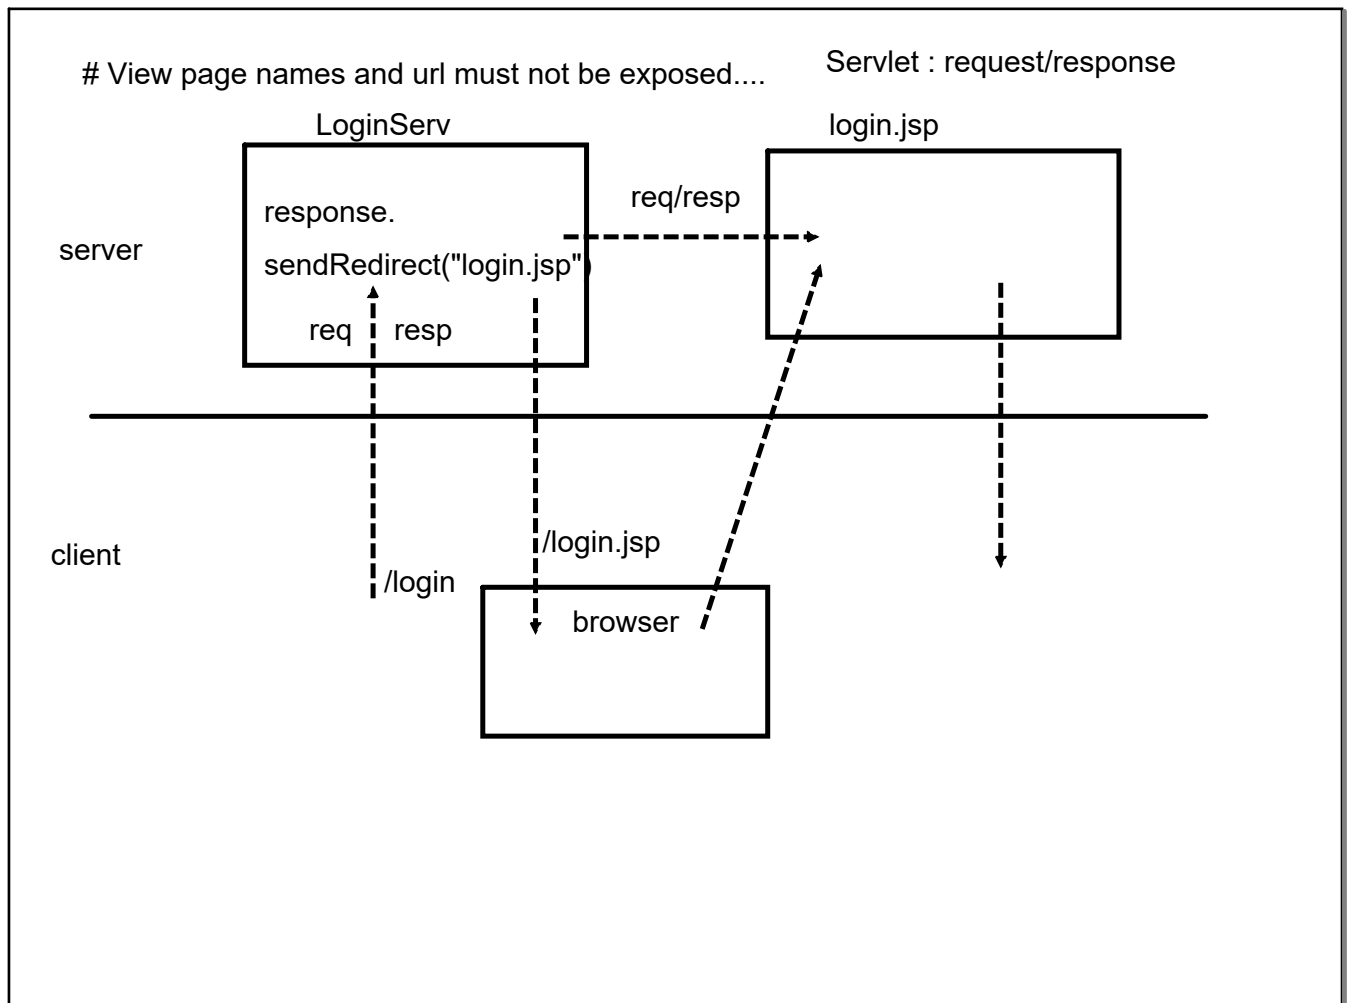 # View page names and url must not be exposed....
Servlet : request/response
LoginServ
login.jsp
response.
req/resp
server
sendRedirect("login.jsp")
req
resp
/login.jsp
client
/login
browser